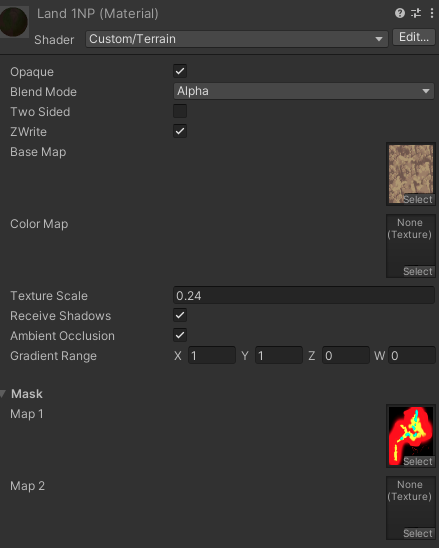 Land 1NP (Material)
Shader Custom/Terrain Edit...
Opaque
Blend Mode Alpha
Two Sided
ZWrite
Base Map
Select
Color Map None
(Texture)
Select
Texture Scale 0.24
Receive Shadows
Ambient Occlusion
Gradient Range X 1 Y 1 Z 0 W 0
Mask
Map 1
Select
Map 2 None
(Texture)
Select